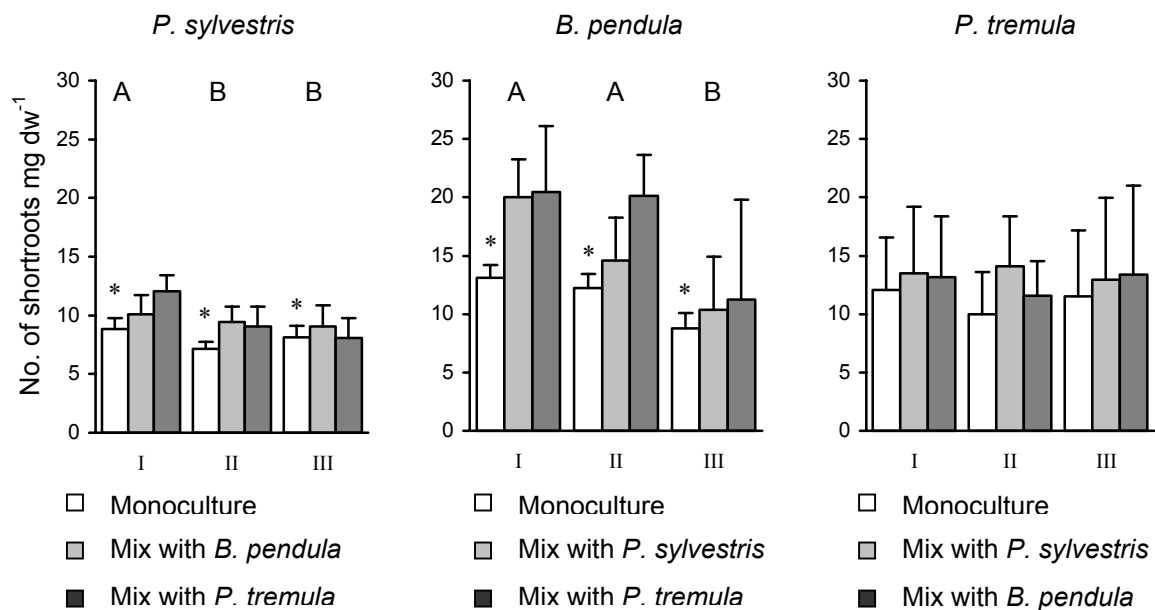 P. sylvestris
No. of shortroots mg dw⁻¹
30
25
20
15
10
5
0
A B B
* * *
I II III
Monoculture
Mix with B. pendula
Mix with P. tremula
B. pendula
30
25
20
15
10
5
0
A A B
* * *
I II III
Monoculture
Mix with P. sylvestris
Mix with P. tremula
P. tremula
30
25
20
15
10
5
0
I II III
Monoculture
Mix with P. sylvestris
Mix with B. pendula